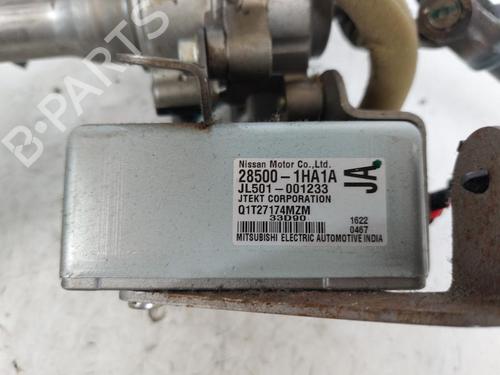 B-PARTS
Nissan Motor Co.,Ltd.
28500-1HA1A
JL501-001233
JTEKT CORPORATION
Q1T27174MZM
33D90
1622
0467
MITSUBISHI ELECTRIC AUTOMOTIVE INDIA
JA